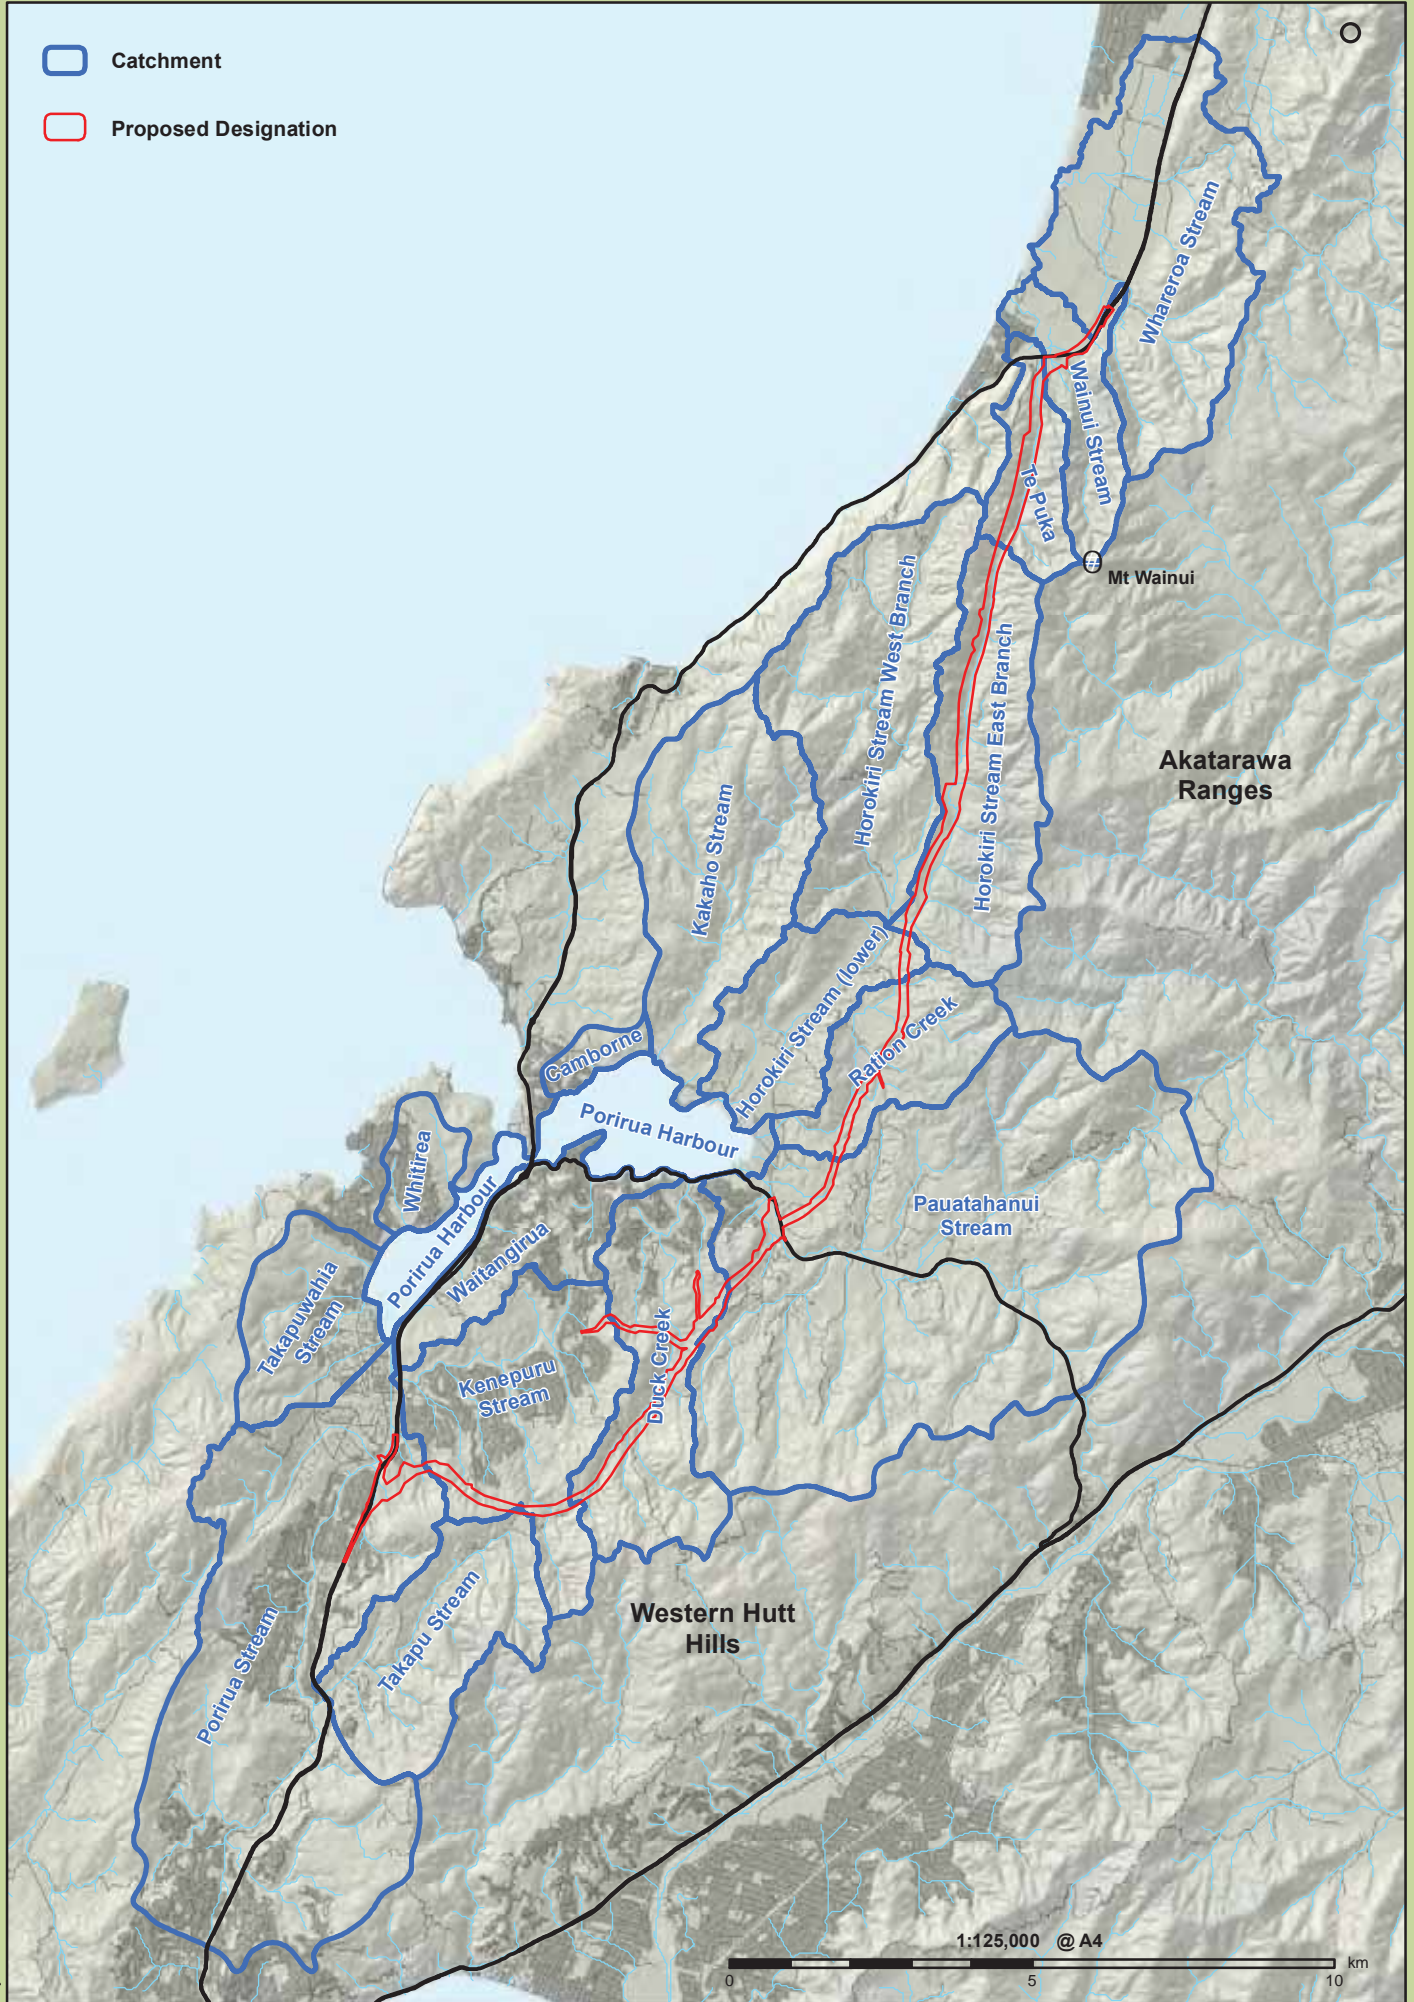 Catchment
Proposed Designation
Whareroa Stream
Wainui Stream
Te Puka
Mt Wainui
Horokiri Stream West Branch
Horokiri Stream East Branch
Akatarawa
Ranges
Kakaho Stream
Horokiri Stream (lower)
Ration Creek
Camborne
Porirua Harbour
Whitirea
Pauatahanui
Stream
Porirua Harbour
Waitangirua
Takapuwahia
Stream
Duck Creek
Kenepuru
Stream
Western Hutt
Hills
Takapu Stream
Porirua Stream
1:125,000 @ A4
km
0 5 10